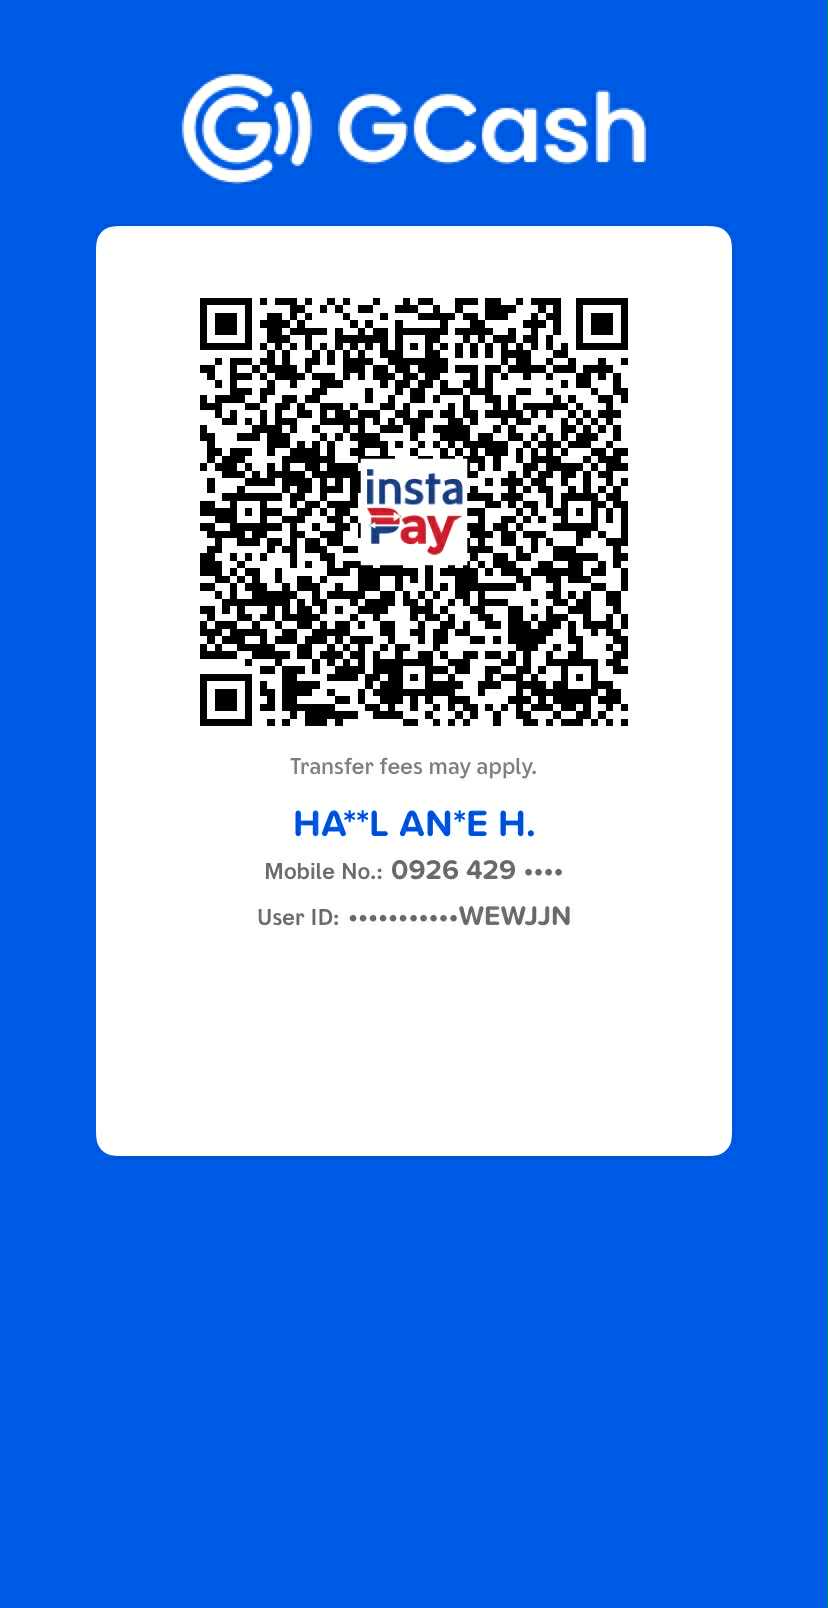 GCash
insta
Pay
Transfer fees may apply.
HA**L AN*E H.
Mobile No.: 0926 429 ••••
User ID: •••••••••••WEWJJN